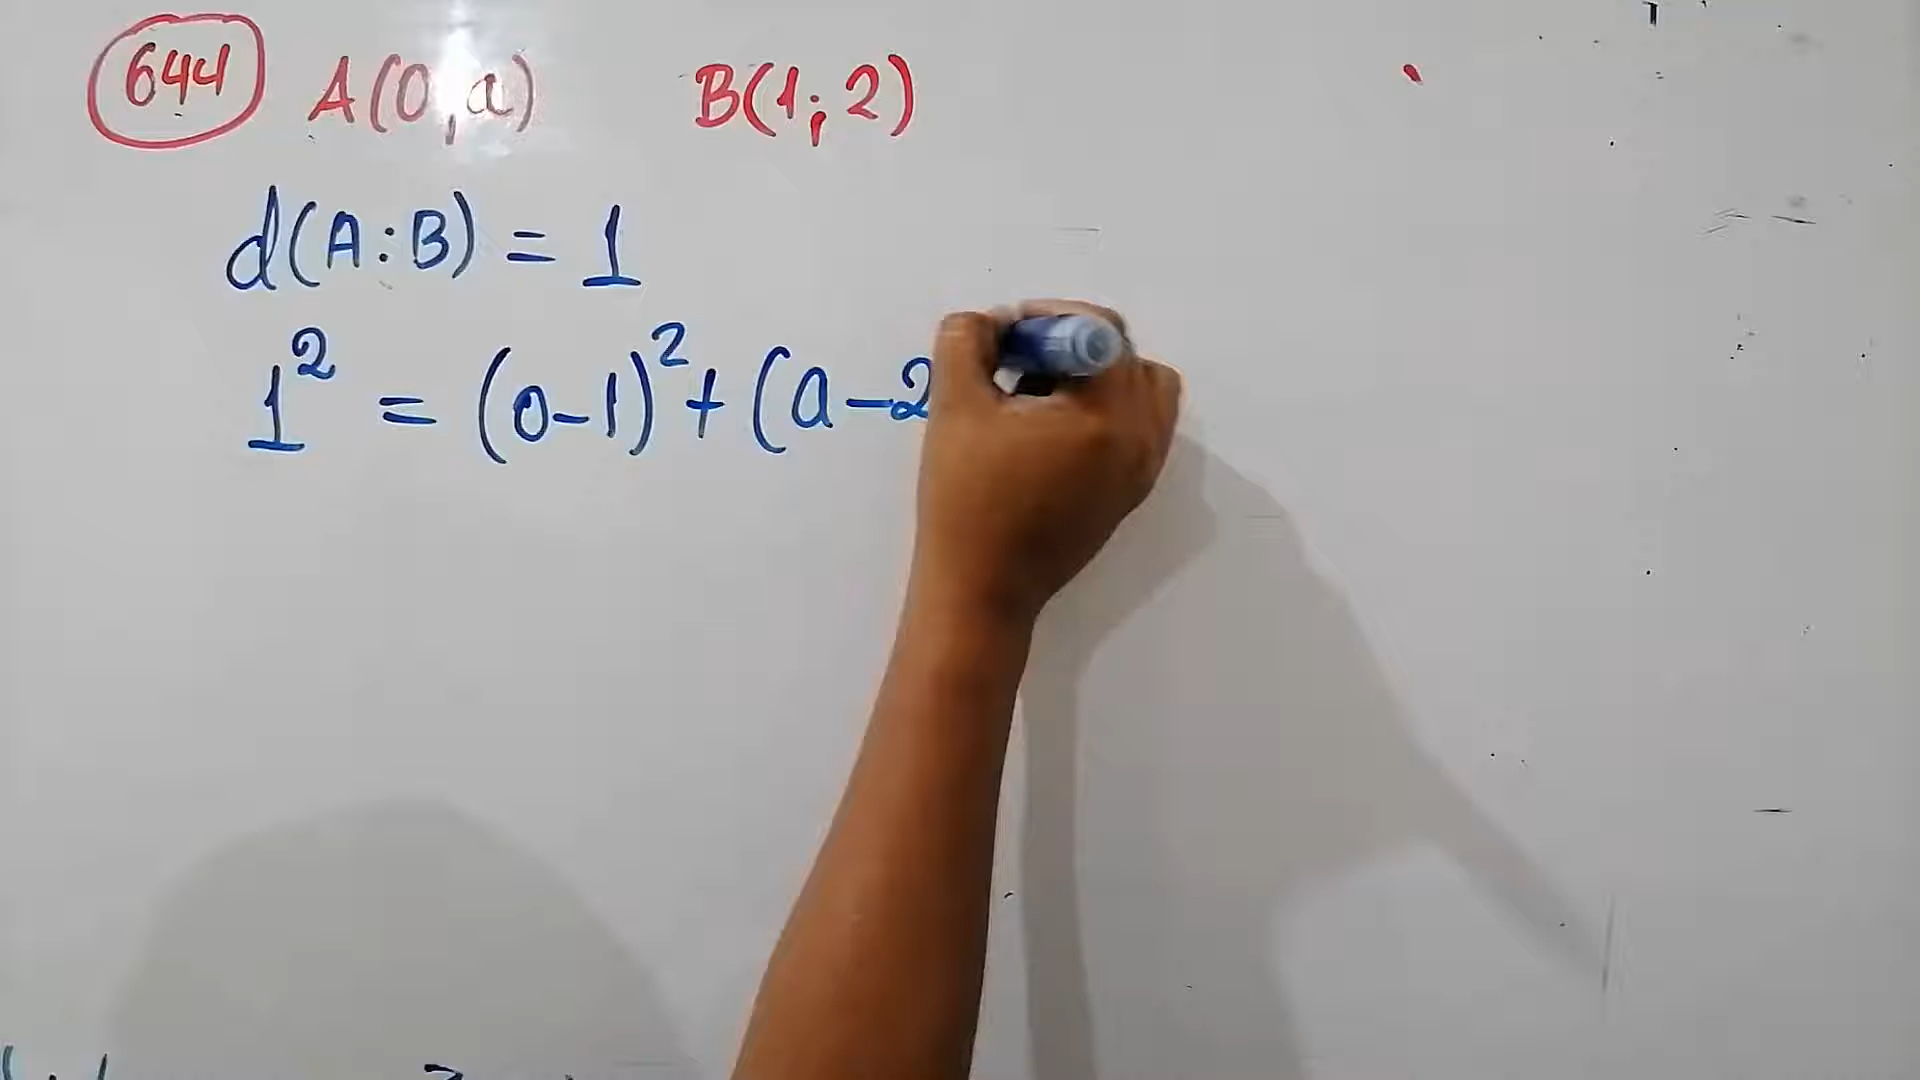 644 A(0; a) B(1; 2)
d(A:B) = 1
1² = (0-1)² + (a-2